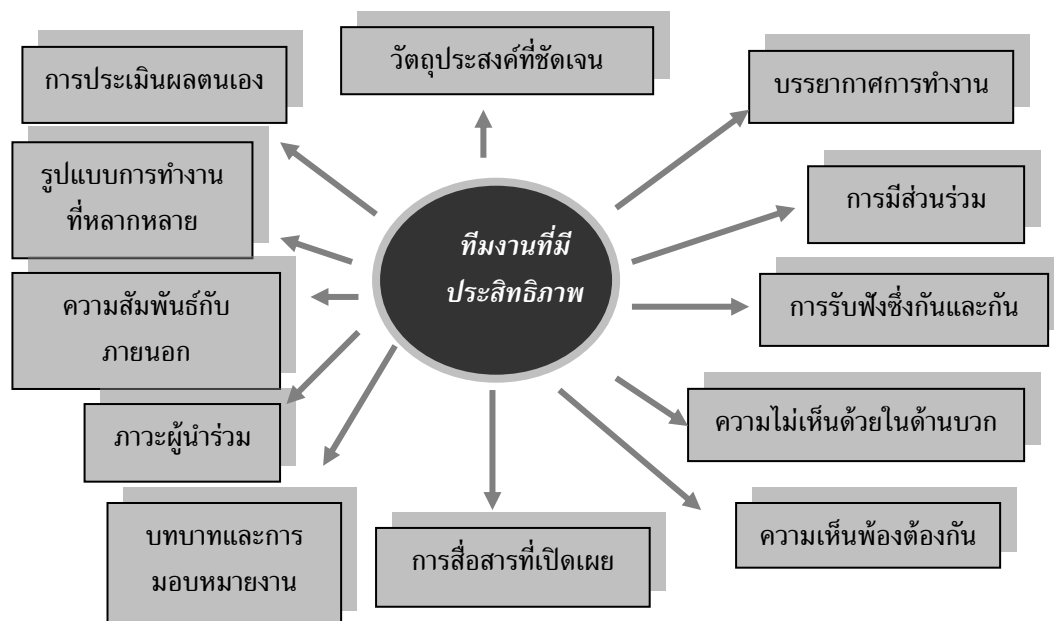 วัตถุประสงค์ที่ชัดเจน
บรรยากาศการทำงาน
การมีส่วนร่วม
การรับฟังซึ่งกันและกัน
ความไม่เห็นด้วยในด้านบวก
ความเห็นพ้องต้องกัน
การสื่อสารที่เปิดเผย
บทบาทและการ
มอบหมายงาน
ภาวะผู้นำร่วม
ความสัมพันธ์กับ
ภายนอก
รูปแบบการทำงาน
ที่หลากหลาย
การประเมินผลตนเอง
ทีมงานที่มี
ประสิทธิภาพ